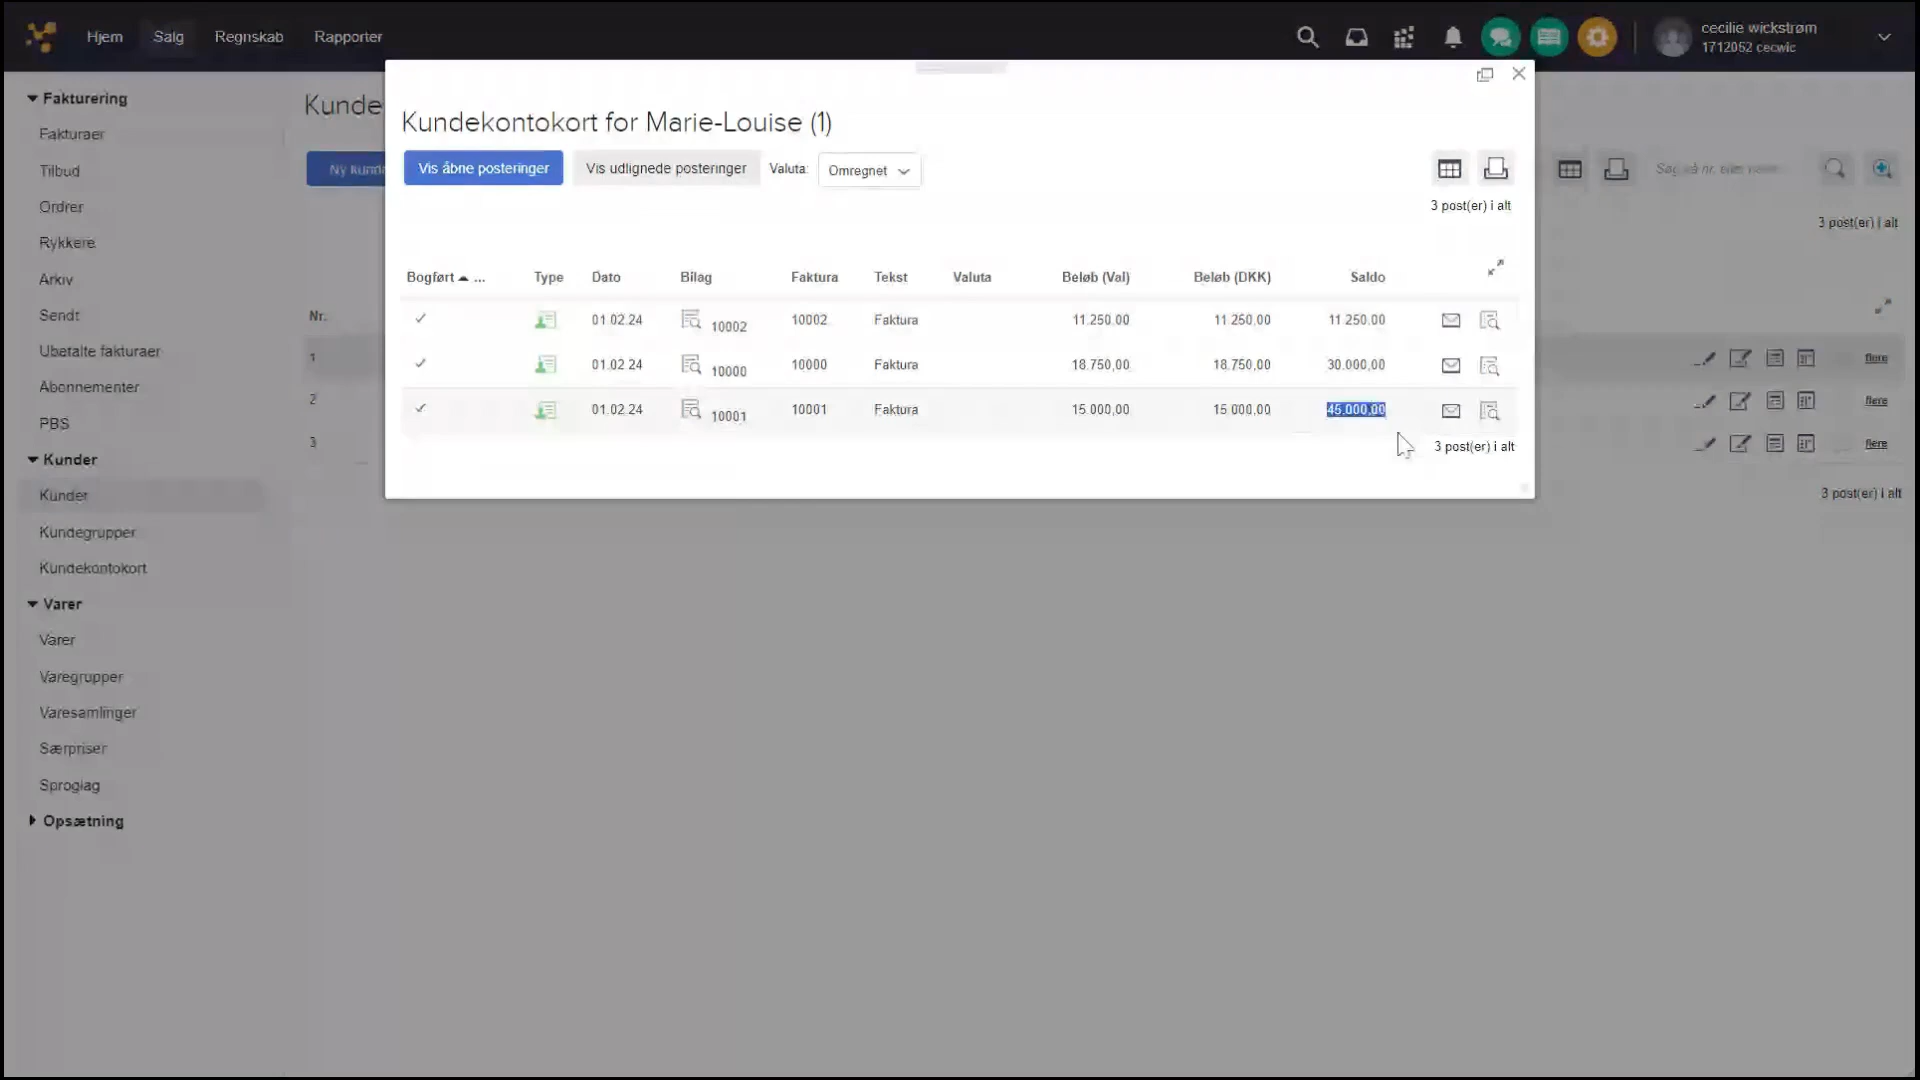 Hjem Salg Regnskab Rapporter
cecilie wickstrøm
1712052 cecwic
Fakturering
Fakturaer
Tilbud
Ordrer
Rykkere
Arkiv
Sendt
Ubetalte fakturaer
Abonnementer
PBS
Kunder
Kunder
Kundegrupper
Kundekontokort
Varer
Varer
Varegrupper
Varesamlinger
Særpriser
Sproglag
Opsætning
Kunde
Ny kund
Nr.
1
2
3
Kundekontokort for Marie-Louise (1)
Vis åbne posteringer Vis udlignede posteringer Valuta: Omregnet
3 post(er) i alt
Bogført ... Type Dato Bilag Faktura Tekst Valuta Beløb (Val) Beløb (DKK) Saldo
01.02.24 10002 10002 Faktura 11.250,00 11.250,00 11.250,00
01.02.24 10000 10000 Faktura 18.750,00 18.750,00 30.000,00
01.02.24 10001 10001 Faktura 15.000,00 15.000,00 45.000,00
3 post(er) i alt
Søg på nr. eller
3 post(er) i alt
flere
flere
flere
3 post(er) i alt